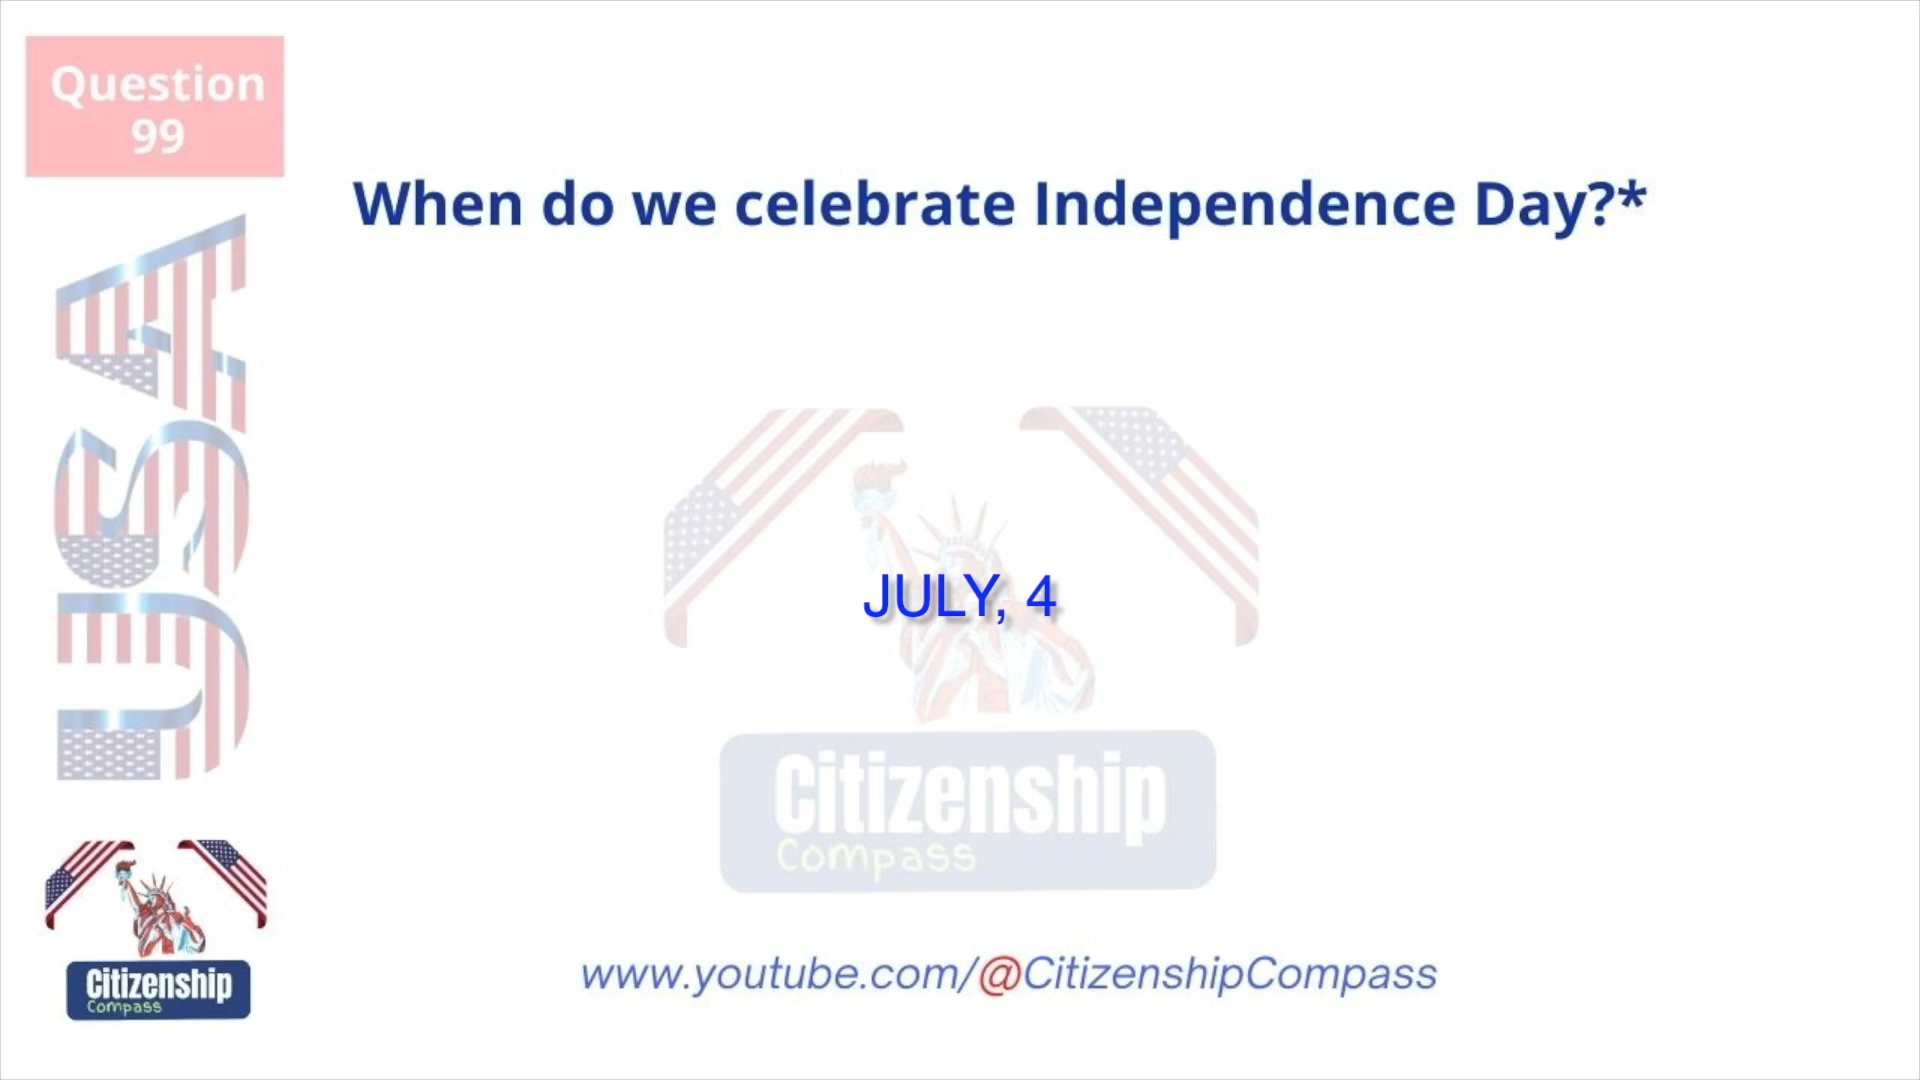 Question
99
When do we celebrate Independence Day?*
USA
JULY, 4
Citizenship
Compass
Citizenship
Compass
www.youtube.com/@CitizenshipCompass